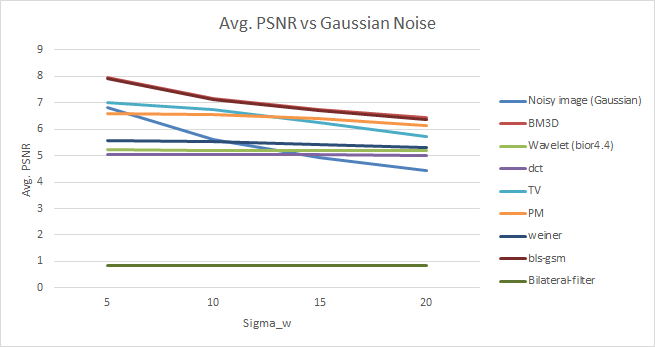 Avg. PSNR vs Gaussian Noise
9
8
7
6
5
4
3
2
1
0
Avg. PSNR
5 10 15 20
Sigma_w
Noisy image (Gaussian)
BM3D
Wavelet (bior4.4)
dct
TV
PM
weiner
bls-gsm
Bilateral-filter